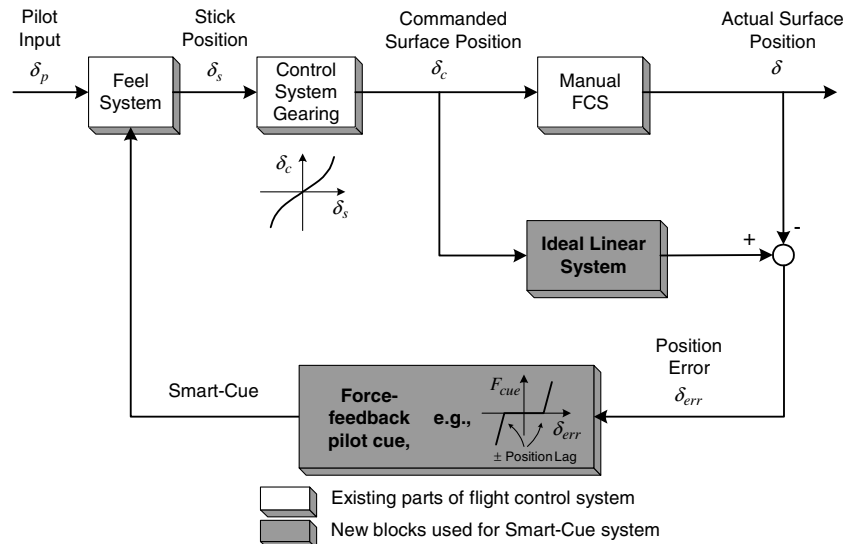 Pilot
Input
δp
Stick
Position
δs
Commanded
Surface Position
δc
Actual Surface
Position
δ
Feel
System
Control
System
Gearing
Manual
FCS
δc
δs
Ideal Linear
System
+
-
Position
Error
δerr
Smart-Cue
Force-
feedback
pilot cue,
e.g.,
Fcue
δerr
± Position Lag
Existing parts of flight control system
New blocks used for Smart-Cue system